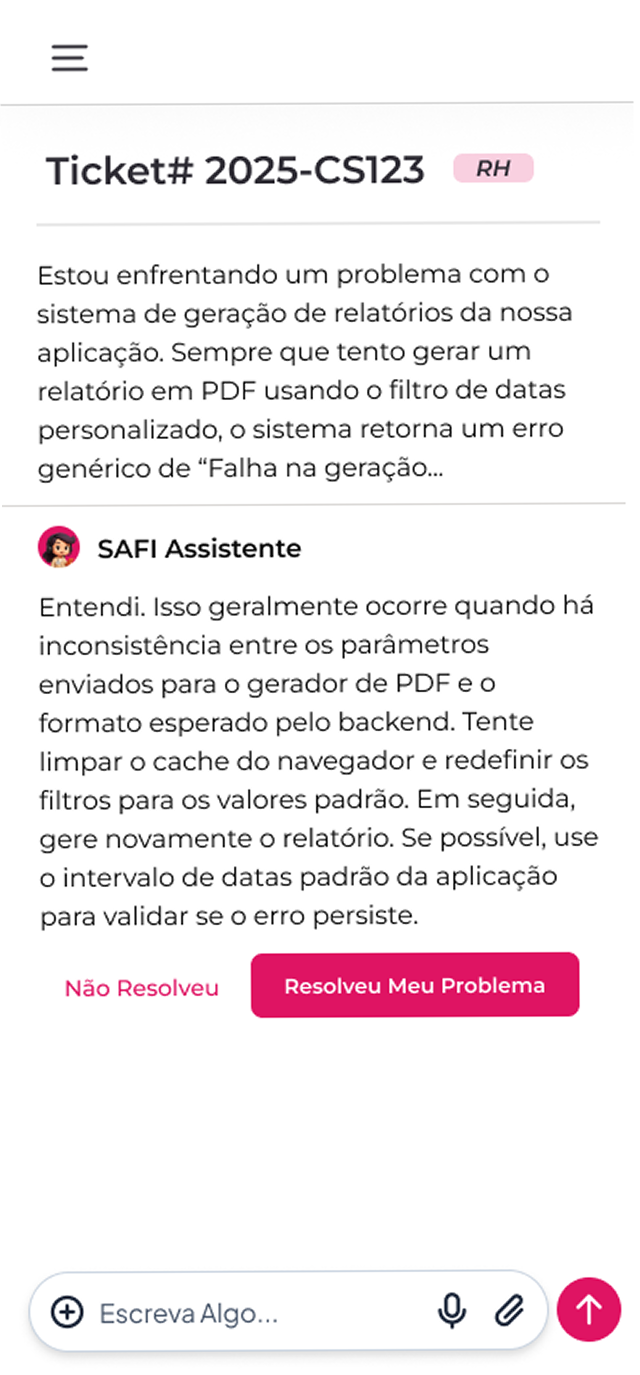 Ticket# 2025-CS123 RH
Estou enfrentando um problema com o
sistema de geração de relatórios da nossa
aplicação. Sempre que tento gerar um
relatório em PDF usando o filtro de datas
personalizado, o sistema retorna um erro
genérico de “Falha na geração...
SAFI Assistente
Entendi. Isso geralmente ocorre quando há
inconsistência entre os parâmetros
enviados para o gerador de PDF e o
formato esperado pelo backend. Tente
limpar o cache do navegador e redefinir os
filtros para os valores padrão. Em seguida,
gere novamente o relatório. Se possível, use
o intervalo de datas padrão da aplicação
para validar se o erro persiste.
Não Resolveu Resolveu Meu Problema
Escreva Algo...